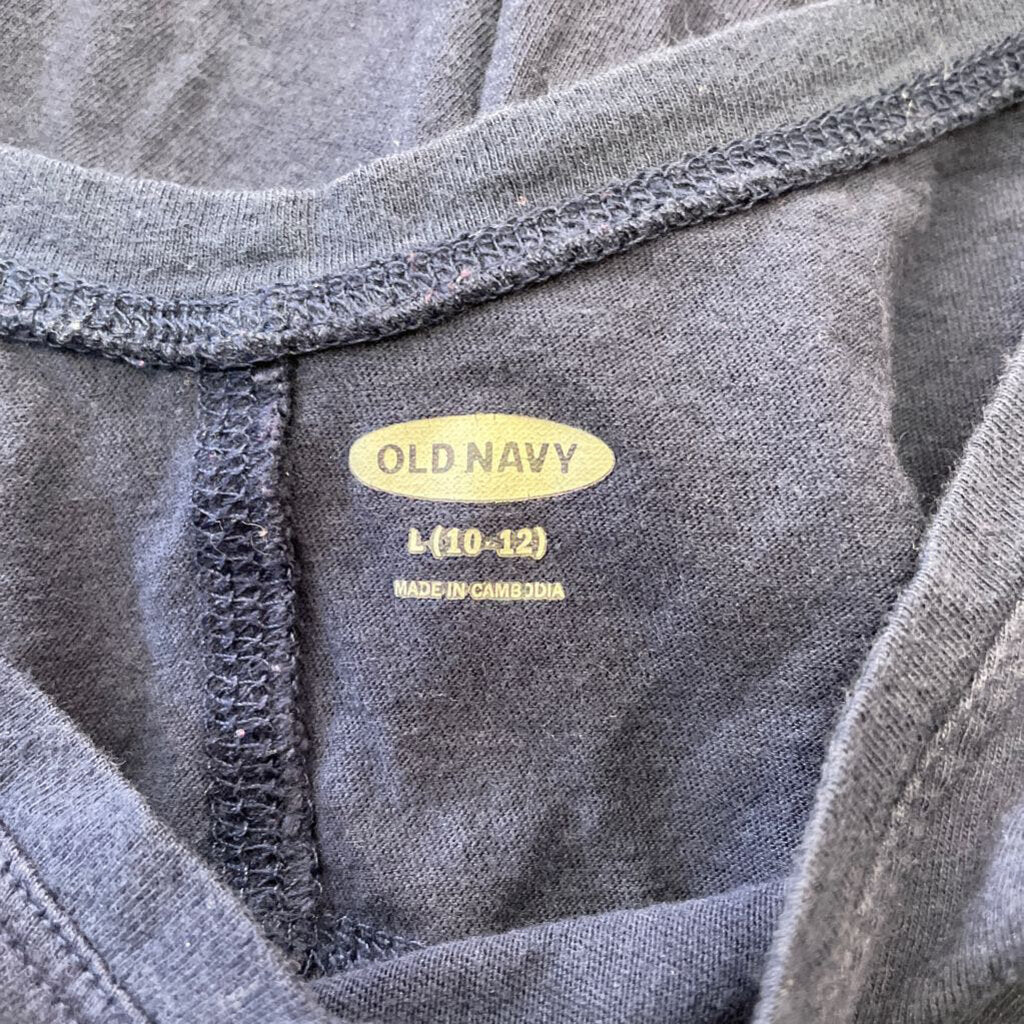 OLD NAVY
L (10-12)
MADE IN CAMBODIA